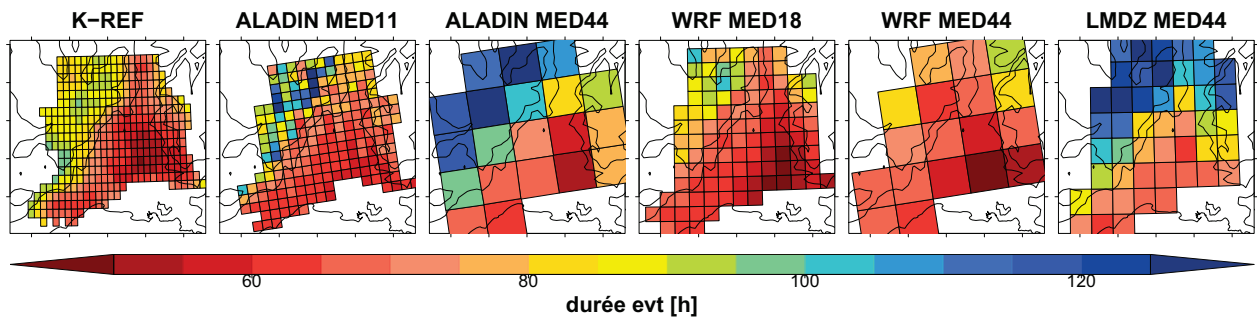 K−REF ALADIN MED11 ALADIN MED44 WRF MED18 WRF MED44 LMDZ MED44
60 80 100 120
durée evt [h]